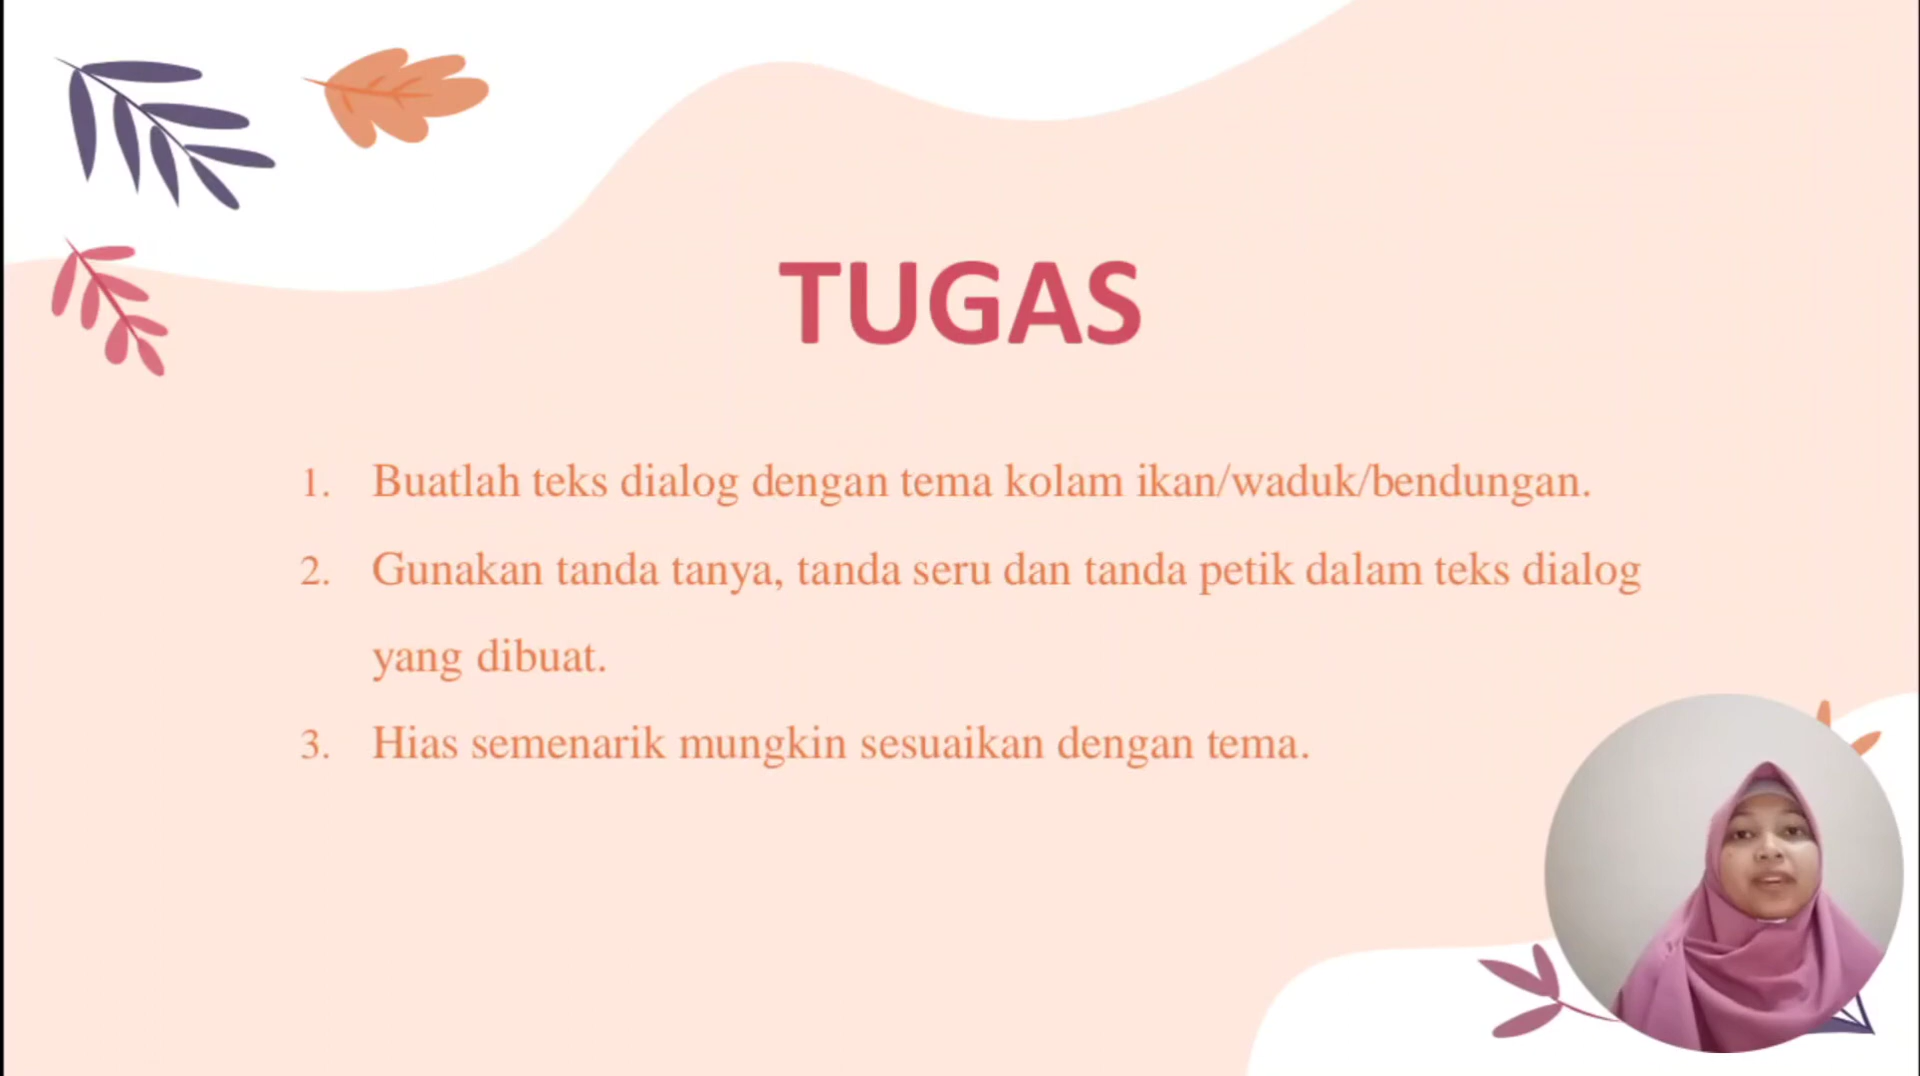 TUGAS
1. Buatlah teks dialog dengan tema kolam ikan/waduk/bendungan.
2. Gunakan tanda tanya, tanda seru dan tanda petik dalam teks dialog
yang dibuat.
3. Hias semenarik mungkin sesuaikan dengan tema.